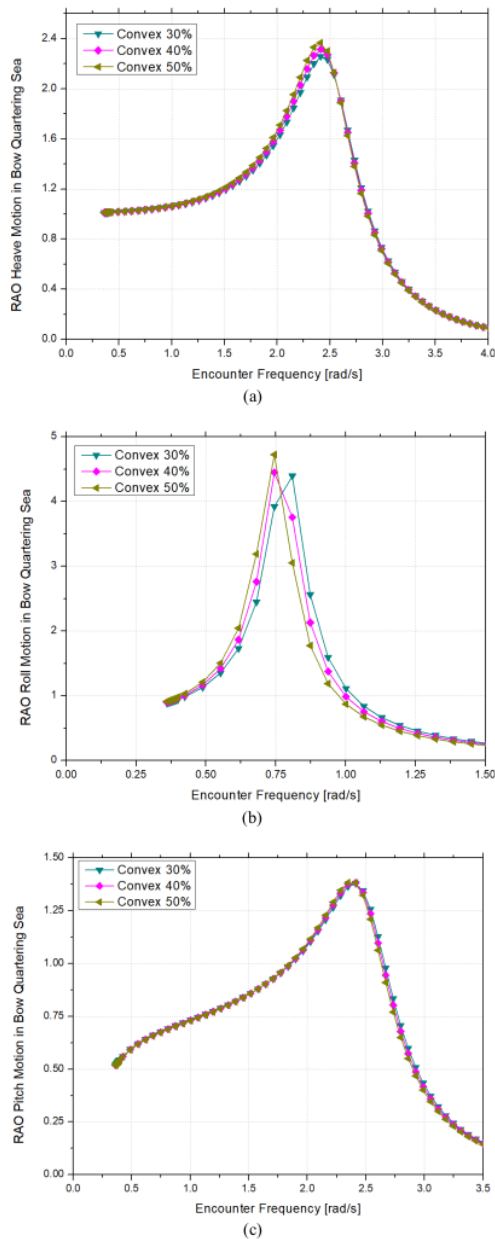 (a)
RAO Heave Motion in Bow Quartering Sea
Convex 30%
Convex 40%
Convex 50%
2.4
2.0
1.6
1.2
0.8
0.4
0.0
0.0 0.5 1.0 1.5 2.0 2.5 3.0 3.5 4.0
Encounter Frequency [rad/s]
(a)
RAO Roll Motion in Bow Quartering Sea
Convex 30%
Convex 40%
Convex 50%
5
4
3
2
1
0
0.00 0.25 0.50 0.75 1.00 1.25 1.50
Encounter Frequency [rad/s]
(b)
RAO Pitch Motion in Bow Quartering Sea
Convex 30%
Convex 40%
Convex 50%
1.50
1.25
1.00
0.75
0.50
0.25
0.00
0.0 0.5 1.0 1.5 2.0 2.5 3.0 3.5
Encounter Frequency [rad/s]
(c)